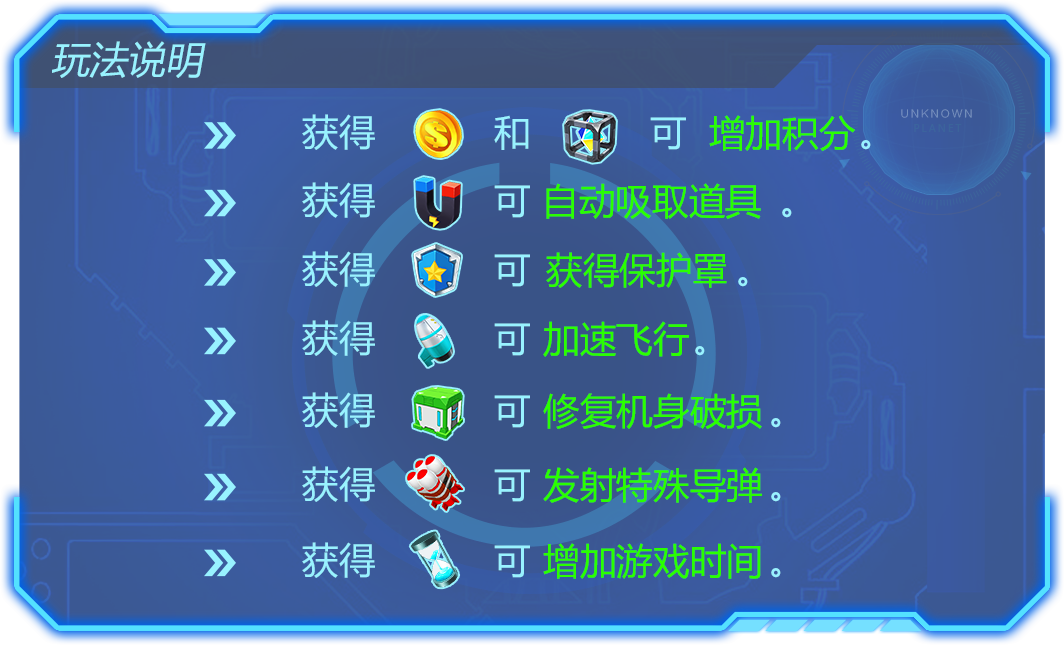 玩法说明
获得 和 可 增加积分。
UNKNOWN
获得 可 自动吸取道具 。
获得 可 获得保护罩 。
获得 可 加速飞行。
获得 可 修复机身破损 。
获得 可 发射特殊导弹 。
获得 可 增加游戏时间 。